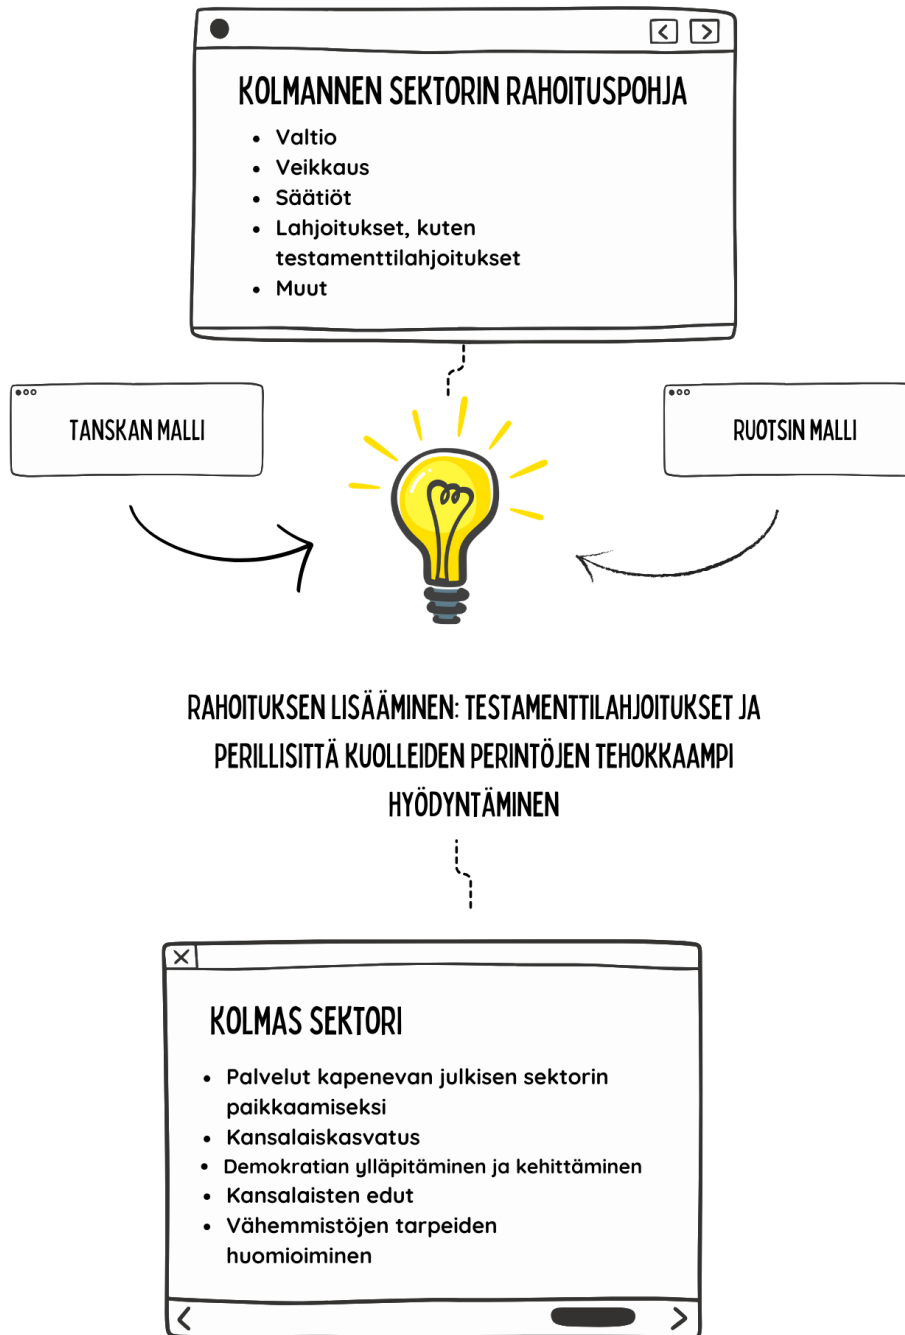 KOLMANNEN SEKTORIN RAHOITUSPOHJA
• Valtio
• Veikkaus
• Säätiöt
• Lahjoitukset, kuten
testamenttilahjoitukset
• Muut
TANSKAN MALLI
RUOTSIN MALLI
RAHOITUKSEN LISÄÄMINEN: TESTAMENTTILAHJOITUKSET JA
PERILLISITTÄ KUOLLEIDEN PERINTÖJEN TEHOKKAAMPI
HYÖDYNTÄMINEN
KOLMAS SEKTORI
• Palvelut kapenevan julkisen sektorin
paikkaamiseksi
• Kansalaiskasvatus
• Demokratian ylläpitäminen ja kehittäminen
• Kansalaisten edut
• Vähemmistöjen tarpeiden
huomioiminen